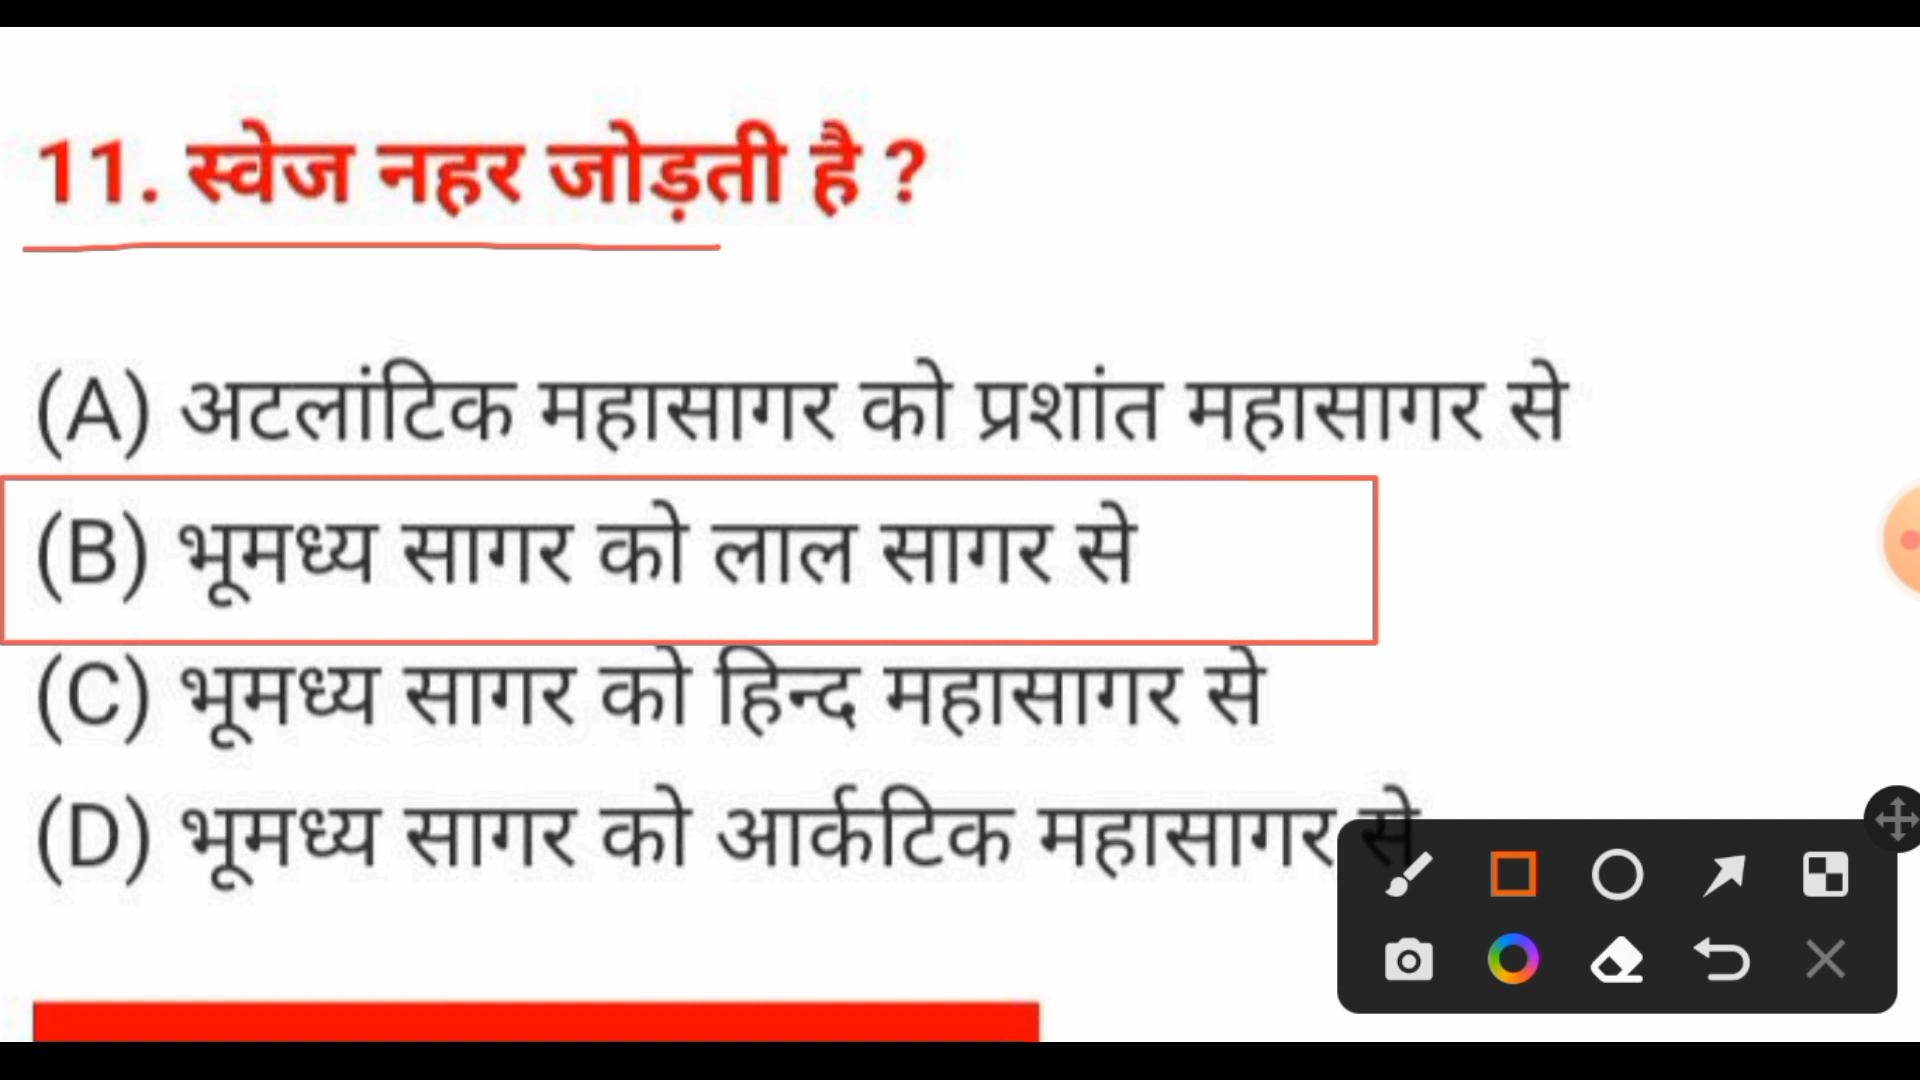 11. स्वेज नहर जोड़ती है ?
(A) अटलांटिक महासागर को प्रशांत महासागर से
(B) भूमध्य सागर को लाल सागर से
(C) भूमध्य सागर को हिन्द महासागर से
(D) भूमध्य सागर को आर्कटिक महासागर से